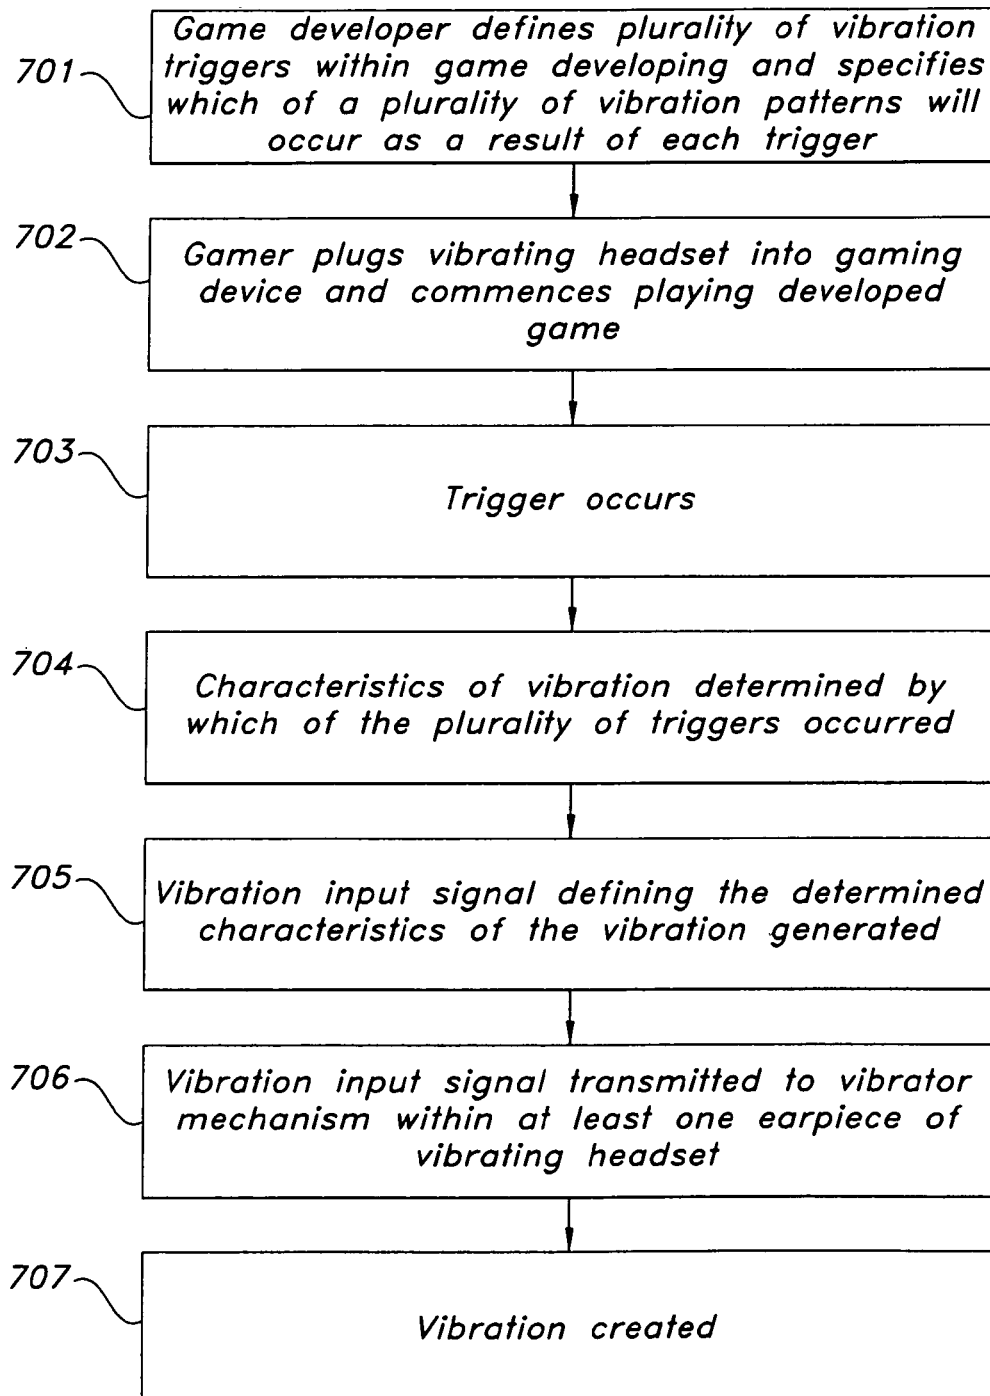 701
Game developer defines plurality of vibration
triggers within game developing and specifies
which of a plurality of vibration patterns will
occur as a result of each trigger
702
Gamer plugs vibrating headset into gaming
device and commences playing developed
game
703
Trigger occurs
704
Characteristics of vibration determined by
which of the plurality of triggers occurred
705
Vibration input signal defining the determined
characteristics of the vibration generated
706
Vibration input signal transmitted to vibrator
mechanism within at least one earpiece of
vibrating headset
707
Vibration created